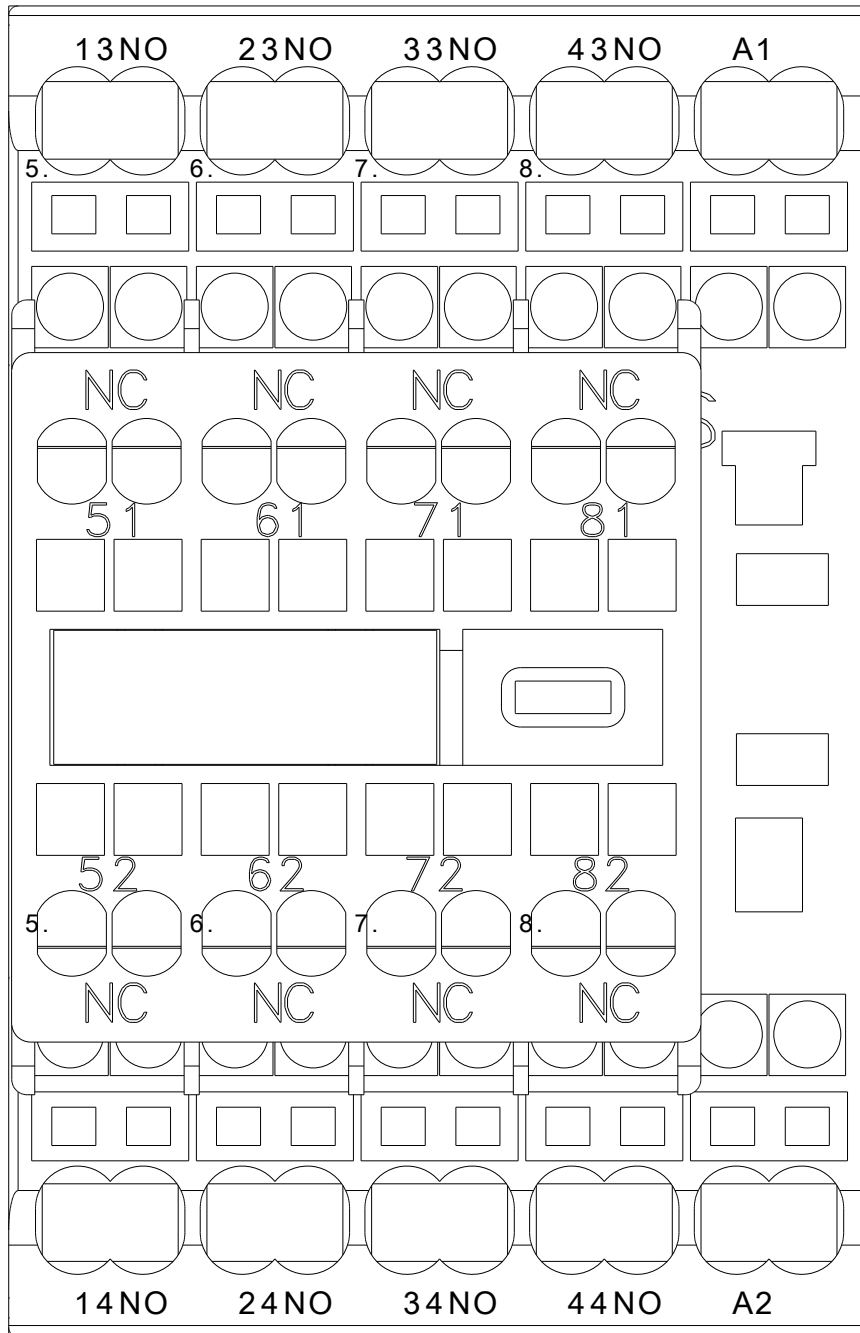 13NO 23NO 33NO 43NO A1
5. 6. 7. 8.
NC NC NC NC
51 61 71 81
52 62 72 82
5. 6. 7. 8.
NC NC NC NC
14NO 24NO 34NO 44NO A2